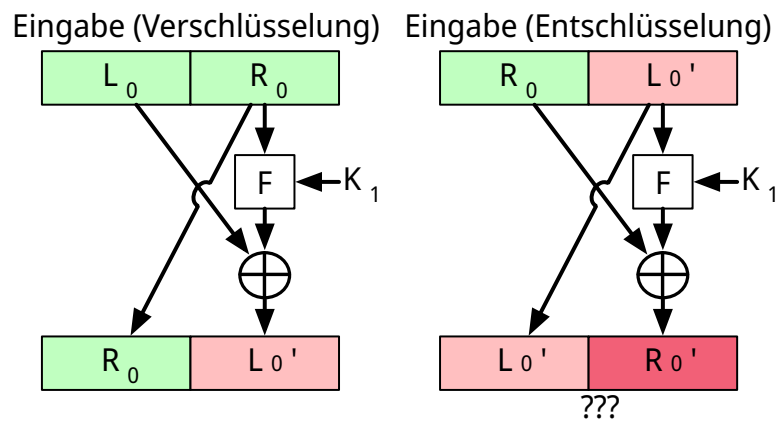 Eingabe (Verschlüsselung)
Eingabe (Entschlüsselung)
L 0
R 0
R 0
L 0 '
F
K 1
F
K 1
R 0
L 0 '
L 0 '
R 0 '
???